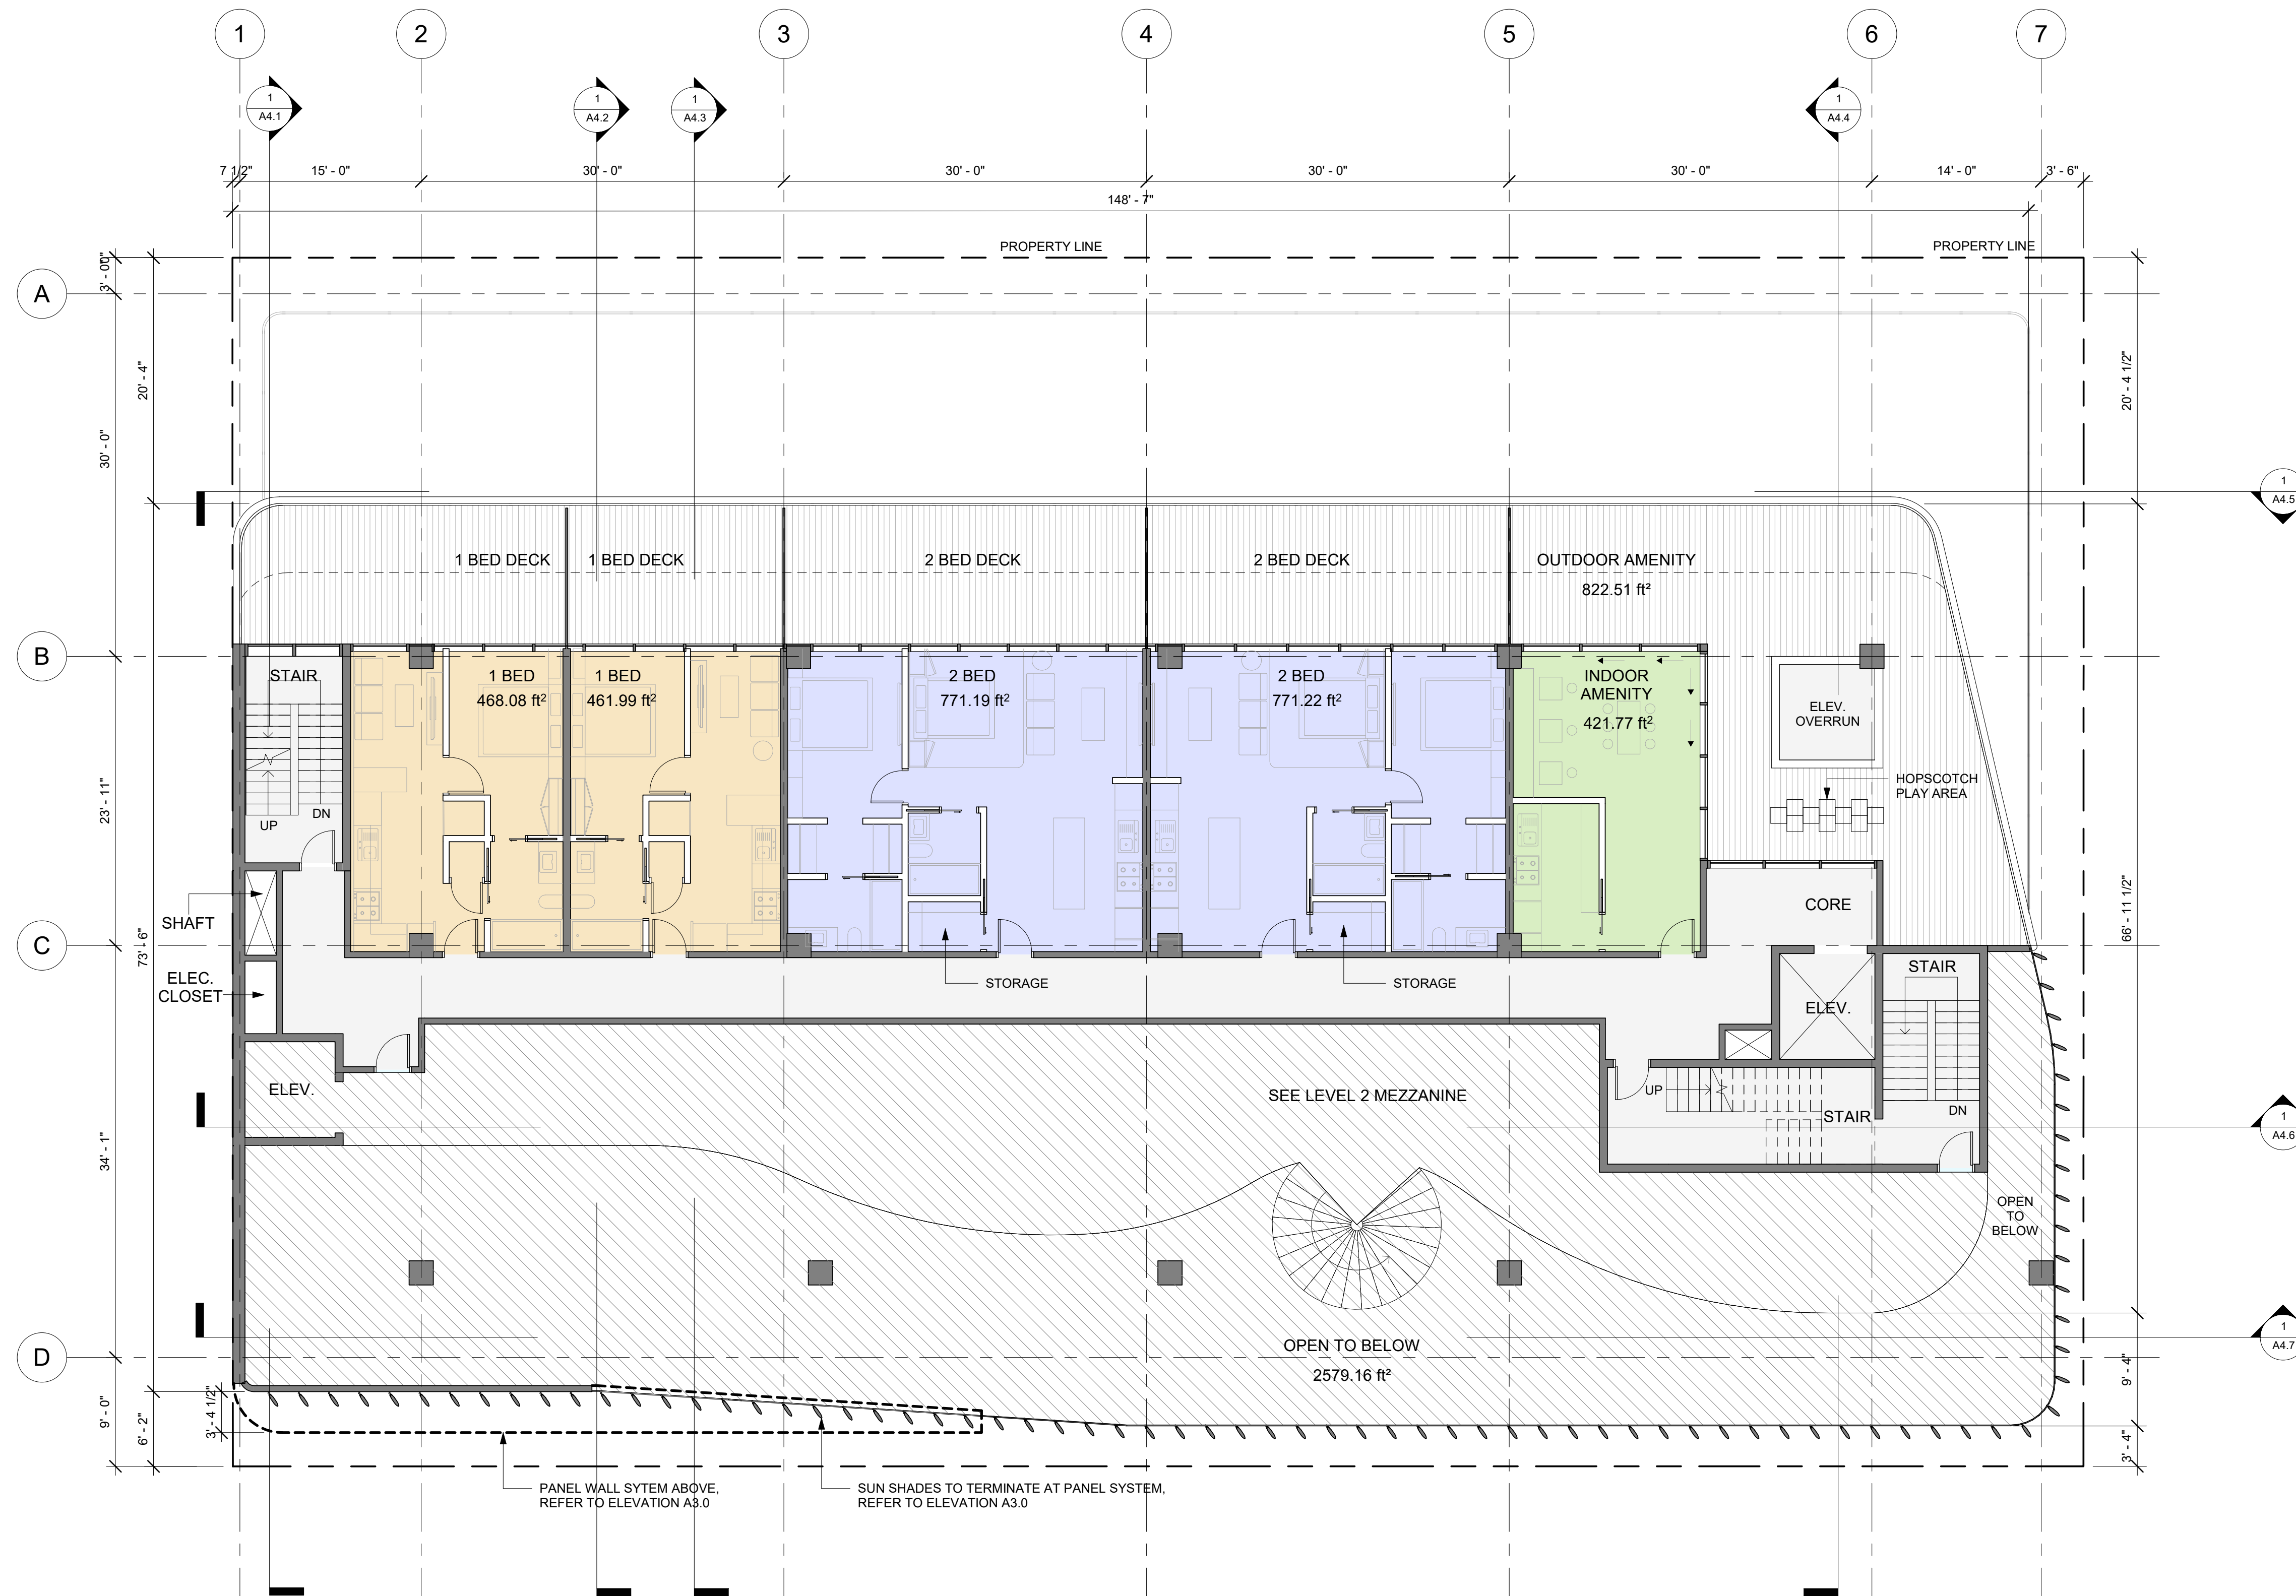 1
2
3
4
5
6
7
1
A4.1
1
A4.2
1
A4.3
1
A4.4
7 1/2"
15' - 0"
30' - 0"
30' - 0"
30' - 0"
30' - 0"
14' - 0"
3' - 6"
148' - 7"
PROPERTY LINE
PROPERTY LINE
A
3' - 0"
20' - 4"
20' - 4 1/2"
30' - 0"
1
A4.5
1 BED DECK
1 BED DECK
2 BED DECK
2 BED DECK
OUTDOOR AMENITY
822.51 ft²
B
STAIR
1 BED
468.08 ft²
1 BED
461.99 ft²
2 BED
771.19 ft²
2 BED
771.22 ft²
INDOOR
AMENITY
421.77 ft²
ELEV.
OVERRUN
HOPSCOTCH
PLAY AREA
23' - 11"
UP
DN
SHAFT
CORE
66' - 11 1/2"
C
73' - 6"
ELEC.
CLOSET
STORAGE
STORAGE
STAIR
ELEV.
ELEV.
SEE LEVEL 2 MEZZANINE
UP
STAIR
DN
1
A4.6
34' - 1"
OPEN
TO
BELOW
OPEN TO BELOW
2579.16 ft²
1
A4.7
D
9' - 0"
6' - 2"
3' - 4 1/2"
9' - 4"
3' - 4"
PANEL WALL SYTEM ABOVE,
REFER TO ELEVATION A3.0
SUN SHADES TO TERMINATE AT PANEL SYSTEM,
REFER TO ELEVATION A3.0